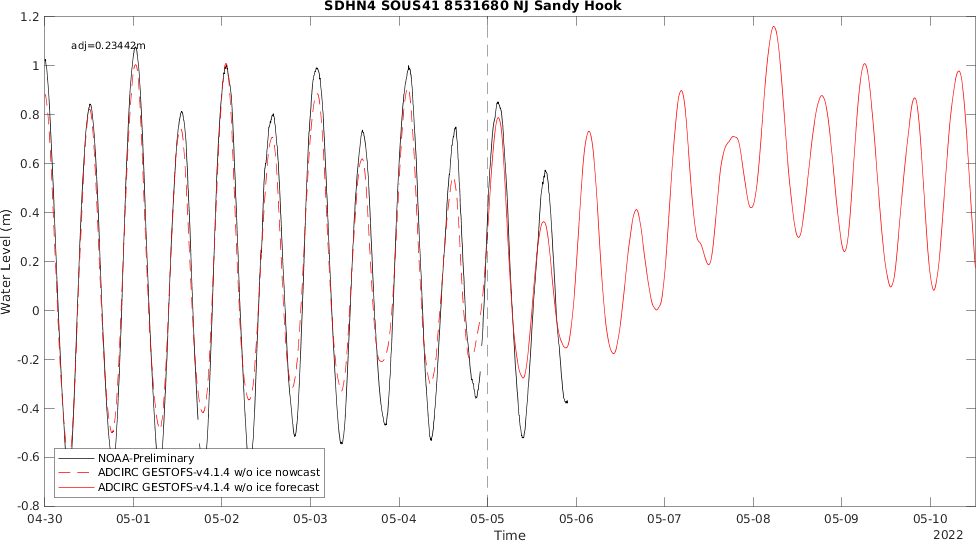 SDHN4 SOUS41 8531680 NJ Sandy Hook
adj=0.23442m
Water Level (m)
1.2
1
0.8
0.6
0.4
0.2
0
-0.2
-0.4
-0.6
-0.8
NOAA-Preliminary
ADCIRC GESTOFS-v4.1.4 w/o ice nowcast
ADCIRC GESTOFS-v4.1.4 w/o ice forecast
04-30 05-01 05-02 05-03 05-04 05-05 05-06 05-07 05-08 05-09 05-10
Time
2022